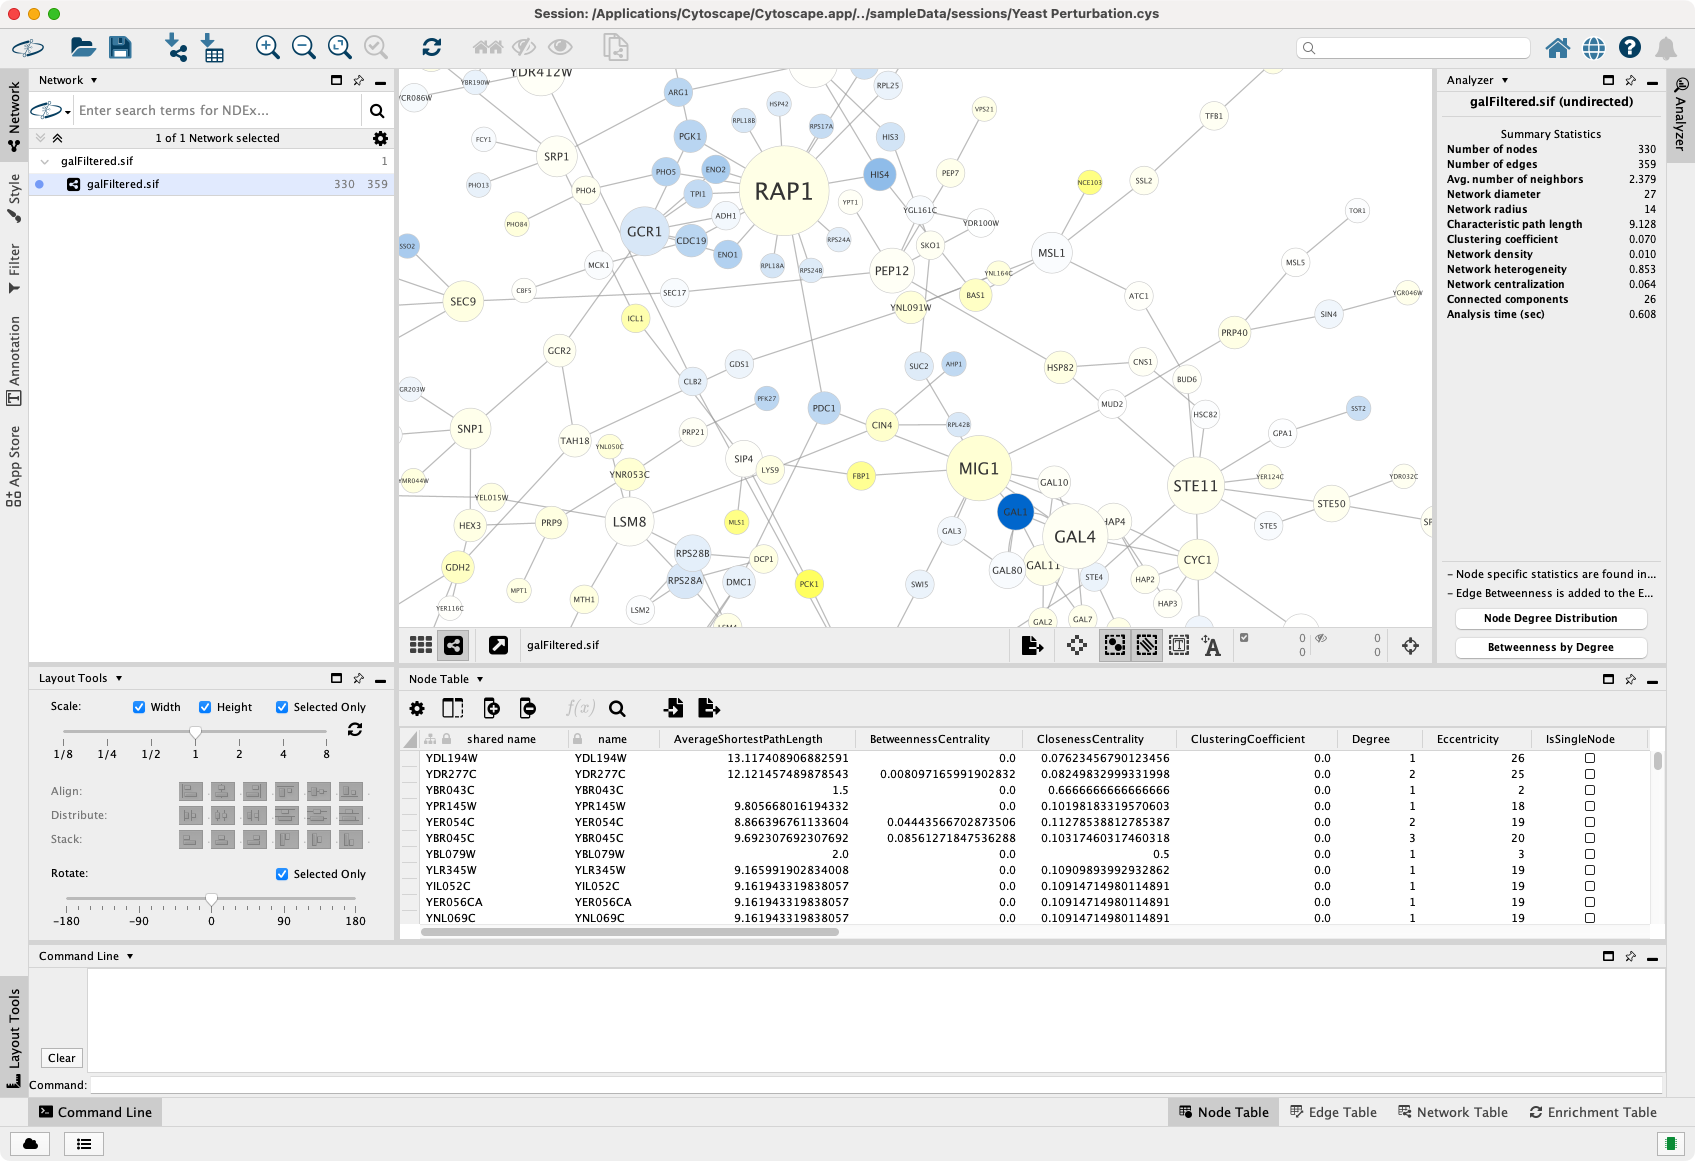 Session: /Applications/Cytoscape/Cytoscape.app/../sampleData/sessions/Yeast Perturbation.cys
Network
Style
Filter
Annotation
App Store
Layout Tools
Network
Enter search terms for NDEx...
1 of 1 Network selected
galFiltered.sif 1
galFiltered.sif 330 359
YDR412W
YBR190W
YCR086W
ARG1
HSP42
RPL25
VPS21
TFB1
FCY1
PGK1
RPL18B
RPS17A
HIS3
SRP1
PHO5
ENO2
HIS4
PEP7
NCE103
SSL2
PHO13
PHO4
TPI1
RAP1
YPT1
YGL161C
YDR100W
TOR1
PHO84
ADH1
GCR1
CDC19
RPS24A
SKO1
SSO2
ENO1
MSL1
MCK1
RPL18A
RPS24B
PEP12
YNL164C
MSL5
CBF5
SEC17
BAS1
ATC1
YGR046W
SEC9
YNL091W
SIN4
ICL1
PRP40
GCR2
GDS1
SUC2
AHP1
HSP82
CNS1
GR203W
CLB2
BUD6
PFK27
PDC1
MUD2
HSC82
SST2
SNP1
PRP21
CIN4
RPL42B
GPA1
TAH18
YNL050C
SIP4
LYS9
MIG1
YMR044W
YNR053C
FBP1
GAL10
STE11
YER124C
YDR032C
YEL015W
STE50
HEX3
PRP9
LSM8
MLS1
GAL1
GAL3
HAP4
STE5
GAL4
RPS28B
DCP1
GAL80
GAL11
CYC1
GDH2
RPS28A
DMC1
PCK1
SWI5
STE4
HAP2
MPT1
MTH1
LSM2
HAP3
YER116C
LSM4
GAL2
GAL7
galFiltered.sif
0 0
0 0
Analyzer
Analyzer
galFiltered.sif (undirected)
Summary Statistics
Number of nodes 330
Number of edges 359
Avg. number of neighbors 2.379
Network diameter 27
Network radius 14
Characteristic path length 9.128
Clustering coefficient 0.070
Network density 0.010
Network heterogeneity 0.853
Network centralization 0.064
Connected components 26
Analysis time (sec) 0.608
– Node specific statistics are found in...
– Edge Betweenness is added to the E...
Node Degree Distribution
Betweenness by Degree
Layout Tools
Scale: Width Height Selected Only
1/8 1/4 1/2 1 2 4 8
Align:
Distribute:
Stack:
Rotate: Selected Only
-180 -90 0 90 180
Node Table
f(x)
shared name name AverageShortestPathLength BetweennessCentrality ClosenessCentrality ClusteringCoefficient Degree Eccentricity IsSingleNode
YDL194W YDL194W 13.117408906882591 0.0 0.07623456790123456 0.0 1 26
YDR277C YDR277C 12.121457489878543 0.008097165991902832 0.08249832999331998 0.0 2 25
YBR043C YBR043C 1.5 0.0 0.6666666666666666 0.0 1 2
YPR145W YPR145W 9.805668016194332 0.0 0.10198183319570603 0.0 1 18
YER054C YER054C 8.866396761133604 0.04443566702873506 0.11278538812785387 0.0 2 19
YBR045C YBR045C 9.692307692307692 0.08561271847536288 0.10317460317460318 0.0 3 20
YBL079W YBL079W 2.0 0.0 0.5 0.0 1 3
YLR345W YLR345W 9.165991902834008 0.0 0.10909893992932862 0.0 1 19
YIL052C YIL052C 9.161943319838057 0.0 0.10914714980114891 0.0 1 19
YER056CA YER056CA 9.161943319838057 0.0 0.10914714980114891 0.0 1 19
YNL069C YNL069C 9.161943319838057 0.0 0.10914714980114891 0.0 1 19
Command Line
Clear
Command:
Command Line
Node Table Edge Table Network Table Enrichment Table